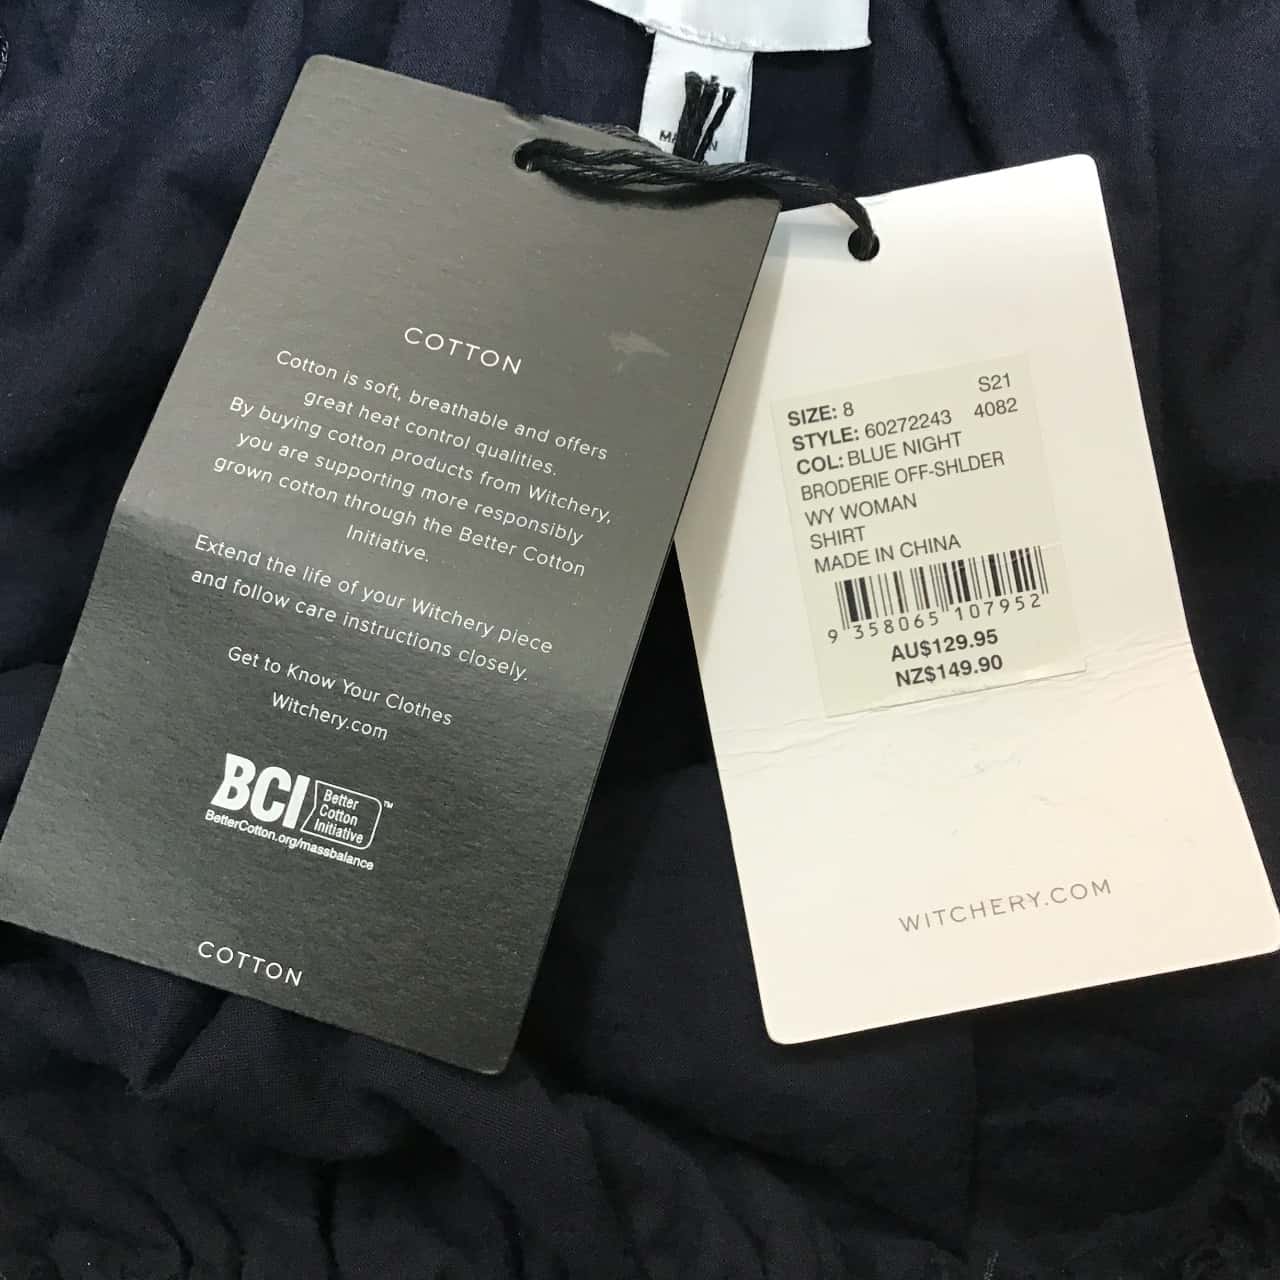 COTTON
Cotton is soft, breathable and offers
great heat control qualities.
By buying cotton products from Witchery,
you are supporting more responsibly
grown cotton through the Better Cotton
Initiative.
Extend the life of your Witchery piece
and follow care instructions closely.
Get to Know Your Clothes
Witchery.com
BCI
Better
Cotton
Initiative
™
BetterCotton.org/massbalance
COTTON
S21
SIZE: 8
STYLE: 60272243 4082
COL: BLUE NIGHT
BRODERIE OFF-SHLDER
WY WOMAN
SHIRT
MADE IN CHINA
9 358065 107952
AU$129.95
NZ$149.90
WITCHERY.COM